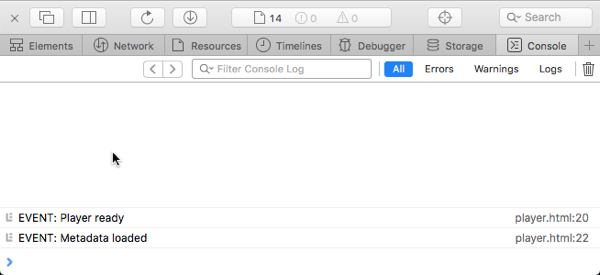 14 0 0 Search
Elements Network Resources Timelines Debugger Storage Console
Filter Console Log All Errors Warnings Logs
EVENT: Player ready player.html:20
EVENT: Metadata loaded player.html:22